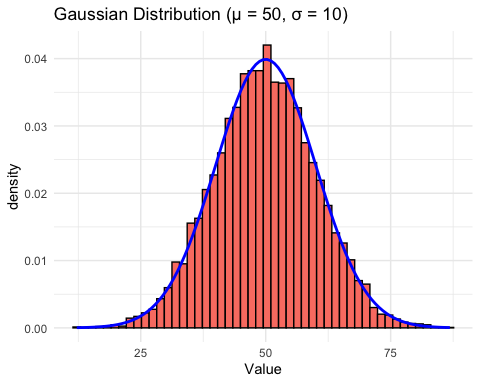 Gaussian Distribution (μ = 50, σ = 10)
0.04
0.03
0.02
0.01
0.00
density
25 50 75
Value